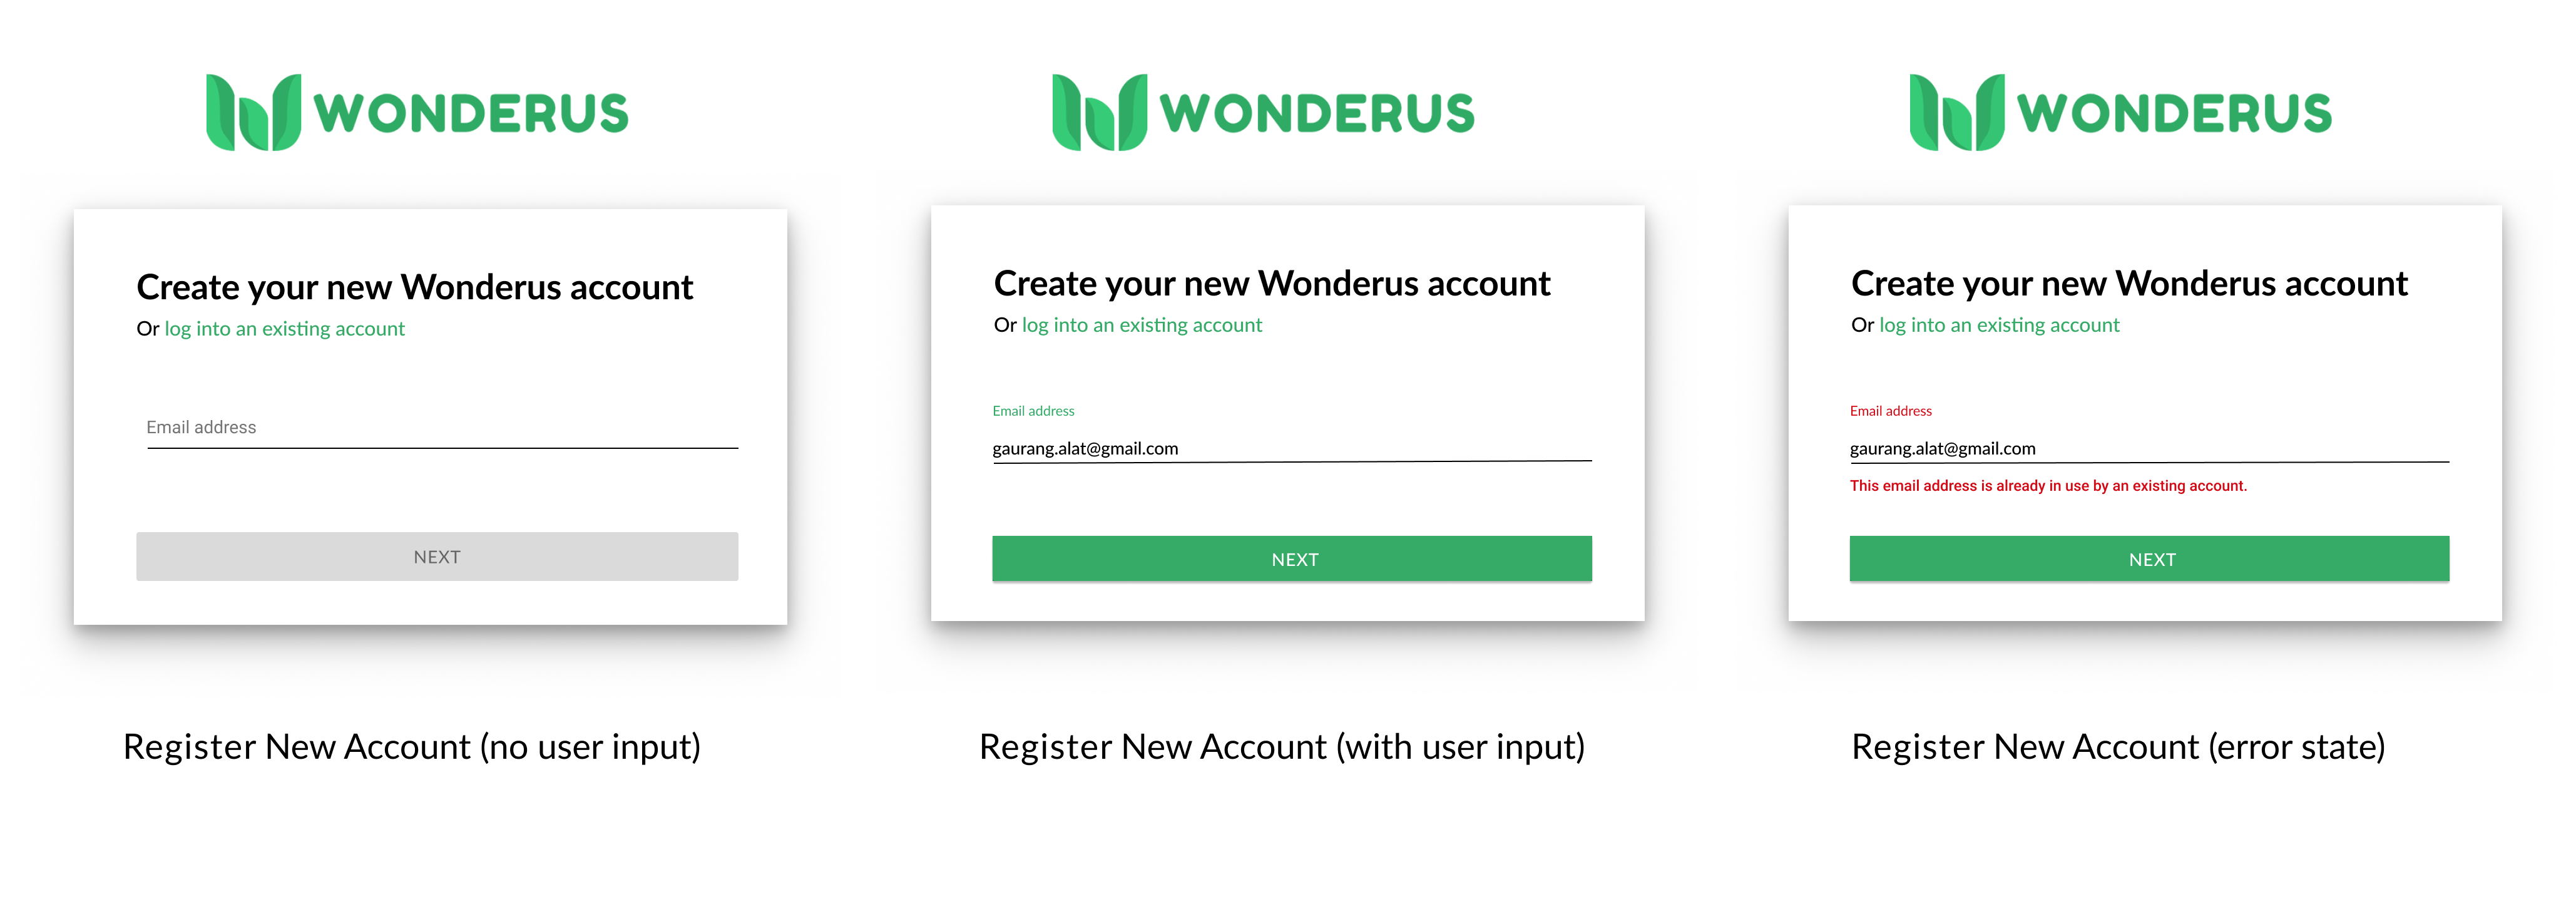 WONDERUS
Create your new Wonderus account
Or log into an existing account
Email address
NEXT
Register New Account (no user input)
WONDERUS
Create your new Wonderus account
Or log into an existing account
Email address
gaurang.alat@gmail.com
NEXT
Register New Account (with user input)
WONDERUS
Create your new Wonderus account
Or log into an existing account
Email address
gaurang.alat@gmail.com
This email address is already in use by an existing account.
NEXT
Register New Account (error state)